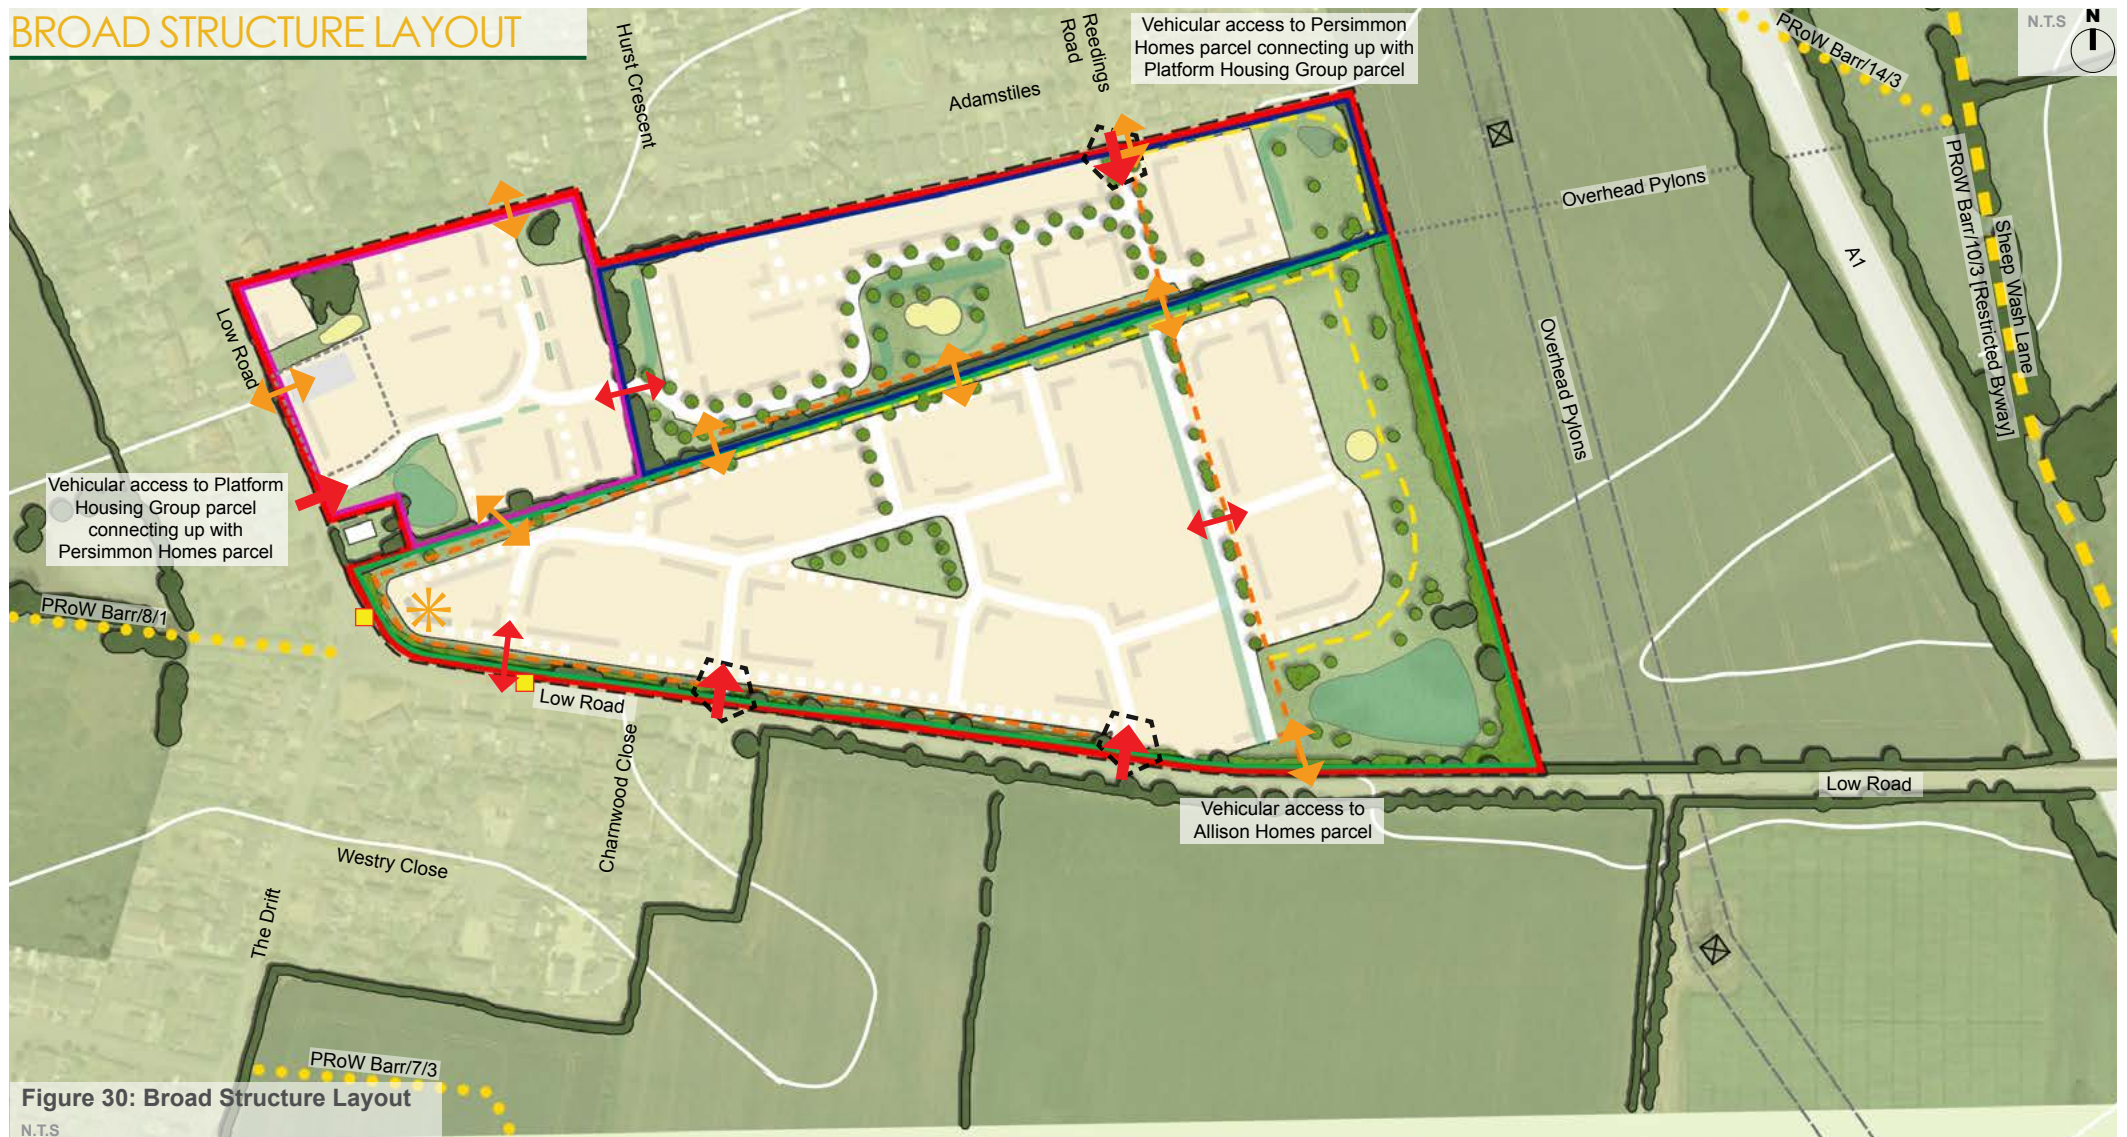 BROAD STRUCTURE LAYOUT
Hurst Crescent
Reedings
Road
Adamstiles
Vehicular access to Persimmon
Homes parcel connecting up with
Platform Housing Group parcel
PRoW Barr/14/3
N.T.S
N
Overhead Pylons
A1
PRoW Barr/10/3 [Restricted Byway]
Sheep Wash Lane
Low Road
Overhead Pylons
Vehicular access to Platform
Housing Group parcel
connecting up with
Persimmon Homes parcel
PRoW Barr/8/1
Low Road
Charnwood Close
Low Road
Vehicular access to
Allison Homes parcel
Westry Close
The Drift
PRoW Barr/7/3
Figure 30: Broad Structure Layout
N.T.S